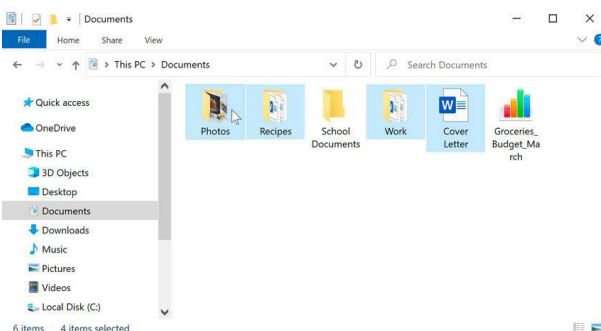 Documents
File Home Share View
This PC > Documents
Search Documents
Quick access
OneDrive
This PC
3D Objects
Desktop
Documents
Downloads
Music
Pictures
Videos
Local Disk (C:)
Photos
Recipes
School
Documents
Work
W
Cover
Letter
Groceries_
Budget_Ma
rch
6 items 4 items selected